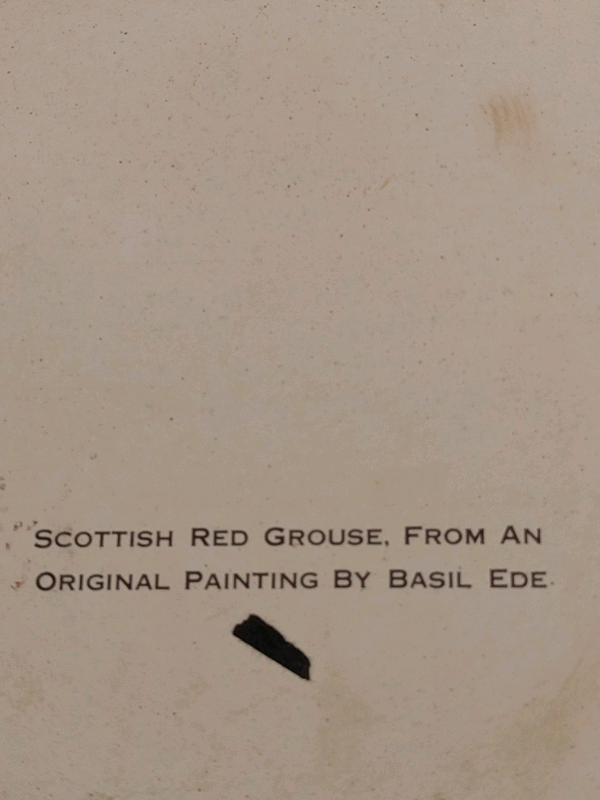 Scottish Red Grouse, From An
Original Painting By Basil Ede.